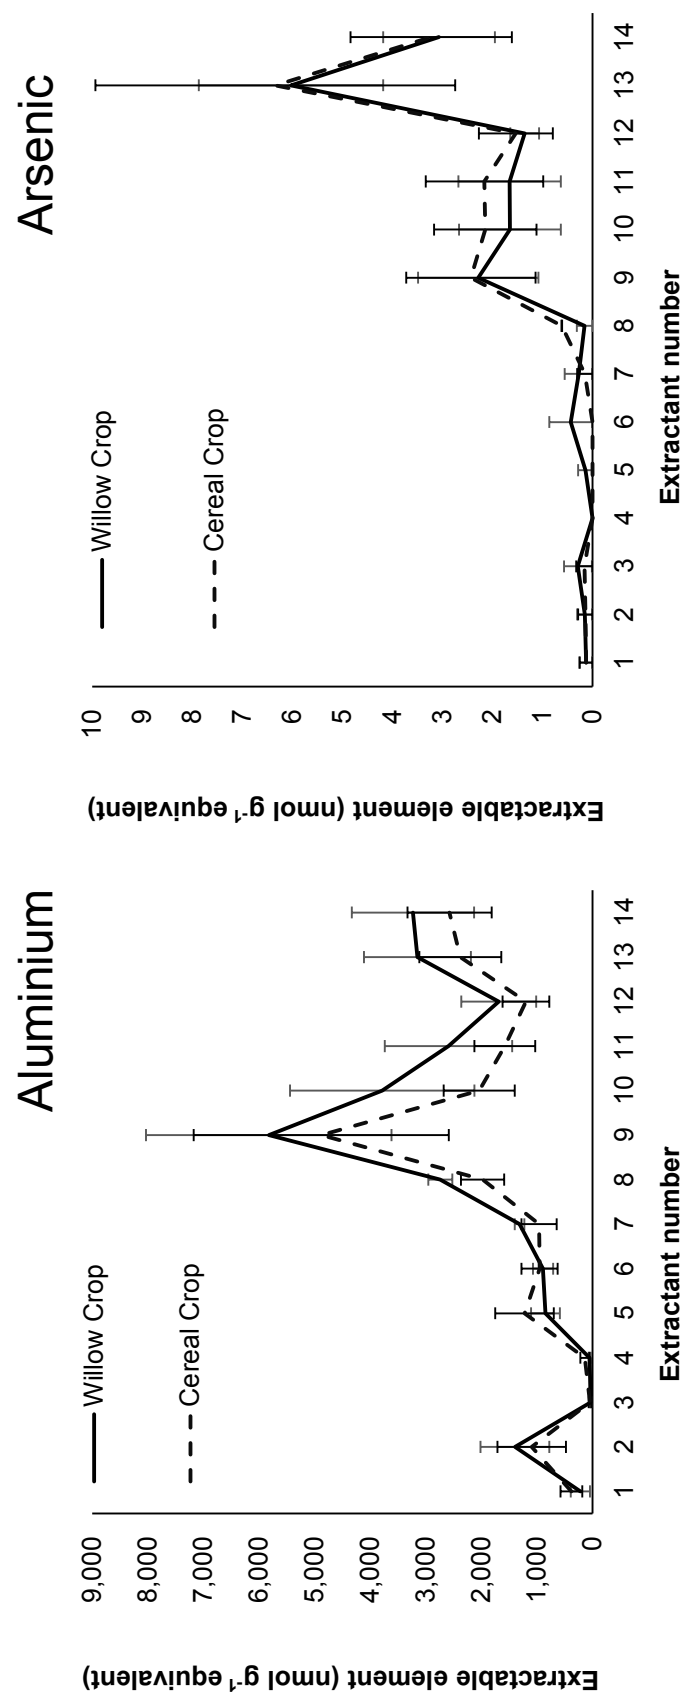 Aluminium
Extractable element (nmol g⁻¹ equivalent)
9,000
8,000
7,000
6,000
5,000
4,000
3,000
2,000
1,000
0
Willow Crop
Cereal Crop
1 2 3 4 5 6 7 8 9 10 11 12 13 14
Extractant number
Arsenic
Extractable element (nmol g⁻¹ equivalent)
10
9
8
7
6
5
4
3
2
1
0
Willow Crop
Cereal Crop
1 2 3 4 5 6 7 8 9 10 11 12 13 14
Extractant number